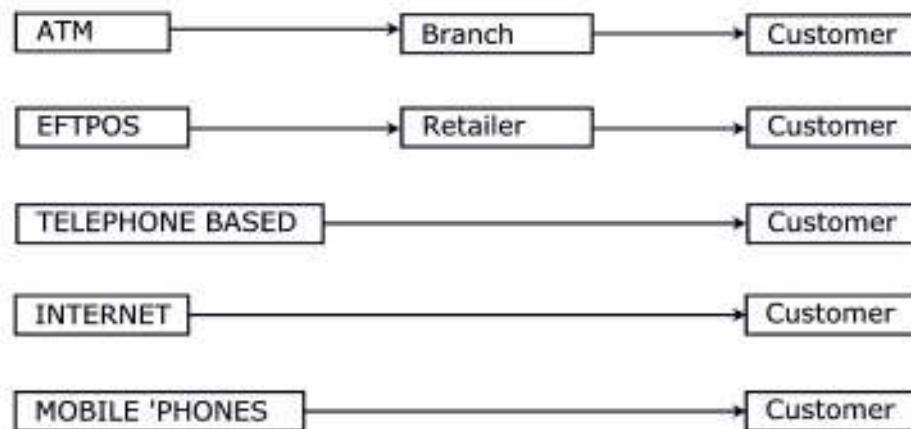 ATM Branch Customer
EFTPOS Retailer Customer
TELEPHONE BASED Customer
INTERNET Customer
MOBILE 'PHONES Customer